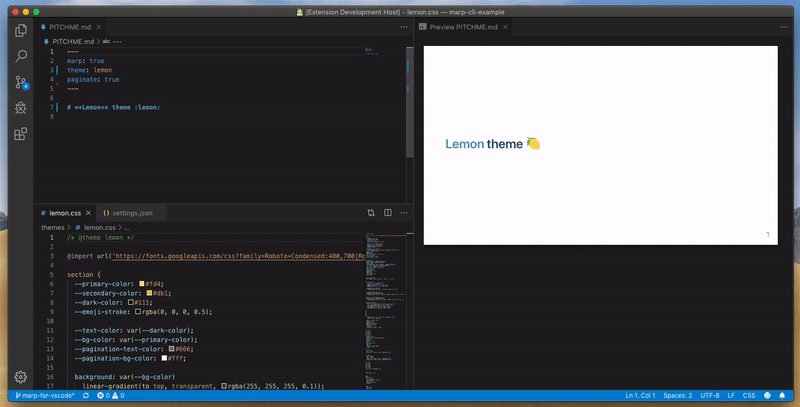 [Extension Development Host] - lemon.css — marp-cli-example
PITCHME.md
PITCHME.md > abc ---
1 ---
2 marp: true
3 theme: lemon
4 paginate: true
5 ---
6
7 # **Lemon** theme :lemon:
8
Preview PITCHME.md
Lemon theme 🍋
1
lemon.css
settings.json
themes > # lemon.css > ...
1 /* @theme lemon */
2
3 @import url('https://fonts.googleapis.com/css?family=Roboto+Condensed:400,700|Ro
4
5 section {
6 --primary-color: #fd4;
7 --secondary-color: #db1;
8 --dark-color: #111;
9 --emoji-stroke: rgba(0, 0, 0, 0.5);
10
11 --text-color: var(--dark-color);
12 --bg-color: var(--primary-color);
13 --pagination-text-color: #666;
14 --pagination-bg-color: #fff;
15
16 background: var(--bg-color)
17 linear-gradient(to top, transparent, rgba(255, 255, 255, 0.1));
marp-for-vscode*
0 0
Ln 1, Col 1
Spaces: 2
UTF-8
LF
CSS